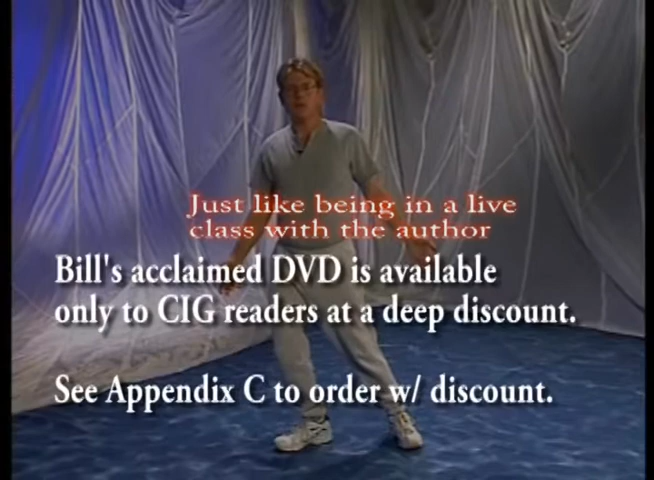 Just like being in a live
class with the author
Bill's acclaimed DVD is available
only to CIG readers at a deep discount.
See Appendix C to order w/ discount.